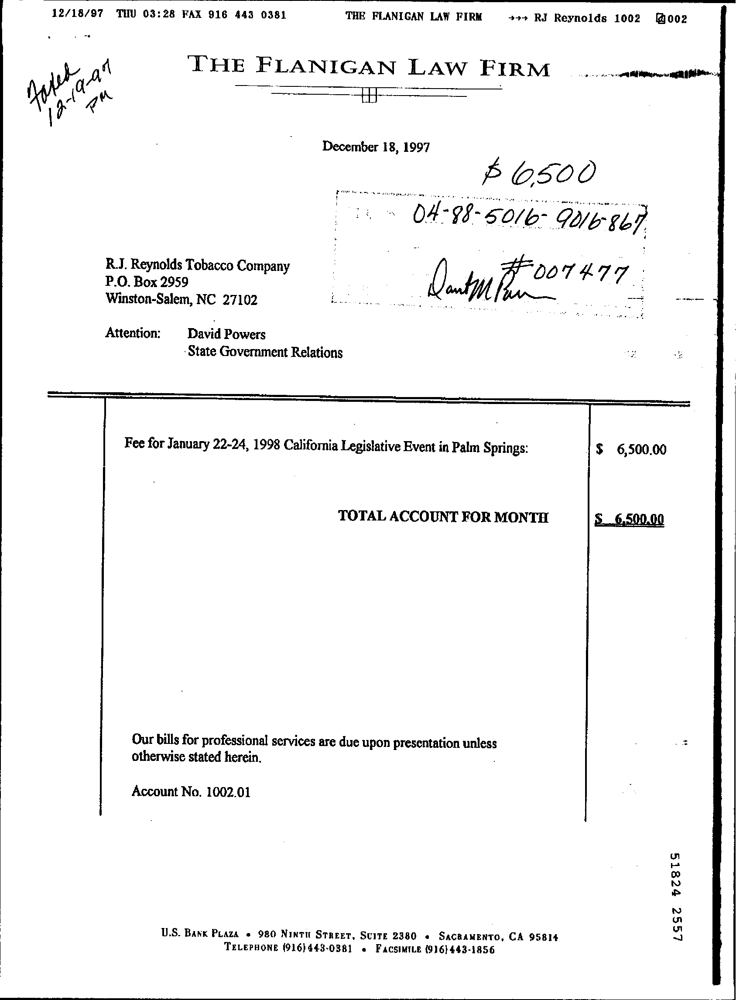 12/18/97 THU 03:28 FAX 916 443 0381 THE FLANIGAN LAW FIRM →→→ RJ Reynolds 1002 002
Faxed
12-19-97
PM
THE FLANIGAN LAW FIRM
December 18, 1997
$ 6,500
04-88-5016-9016-867
R.J. Reynolds Tobacco Company
P.O. Box 2959
Winston-Salem, NC 27102
#007477
Attention: David Powers
State Government Relations
Fee for January 22-24, 1998 California Legislative Event in Palm Springs: $ 6,500.00
TOTAL ACCOUNT FOR MONTH $ 6,500.00
Our bills for professional services are due upon presentation unless
otherwise stated herein.
Account No. 1002.01
51824 2557
U.S. BANK PLAZA • 980 NINTH STREET, SUITE 2380 • SACRAMENTO, CA 95814
TELEPHONE (916) 443-0381 • FACSIMILE (916) 443-1856